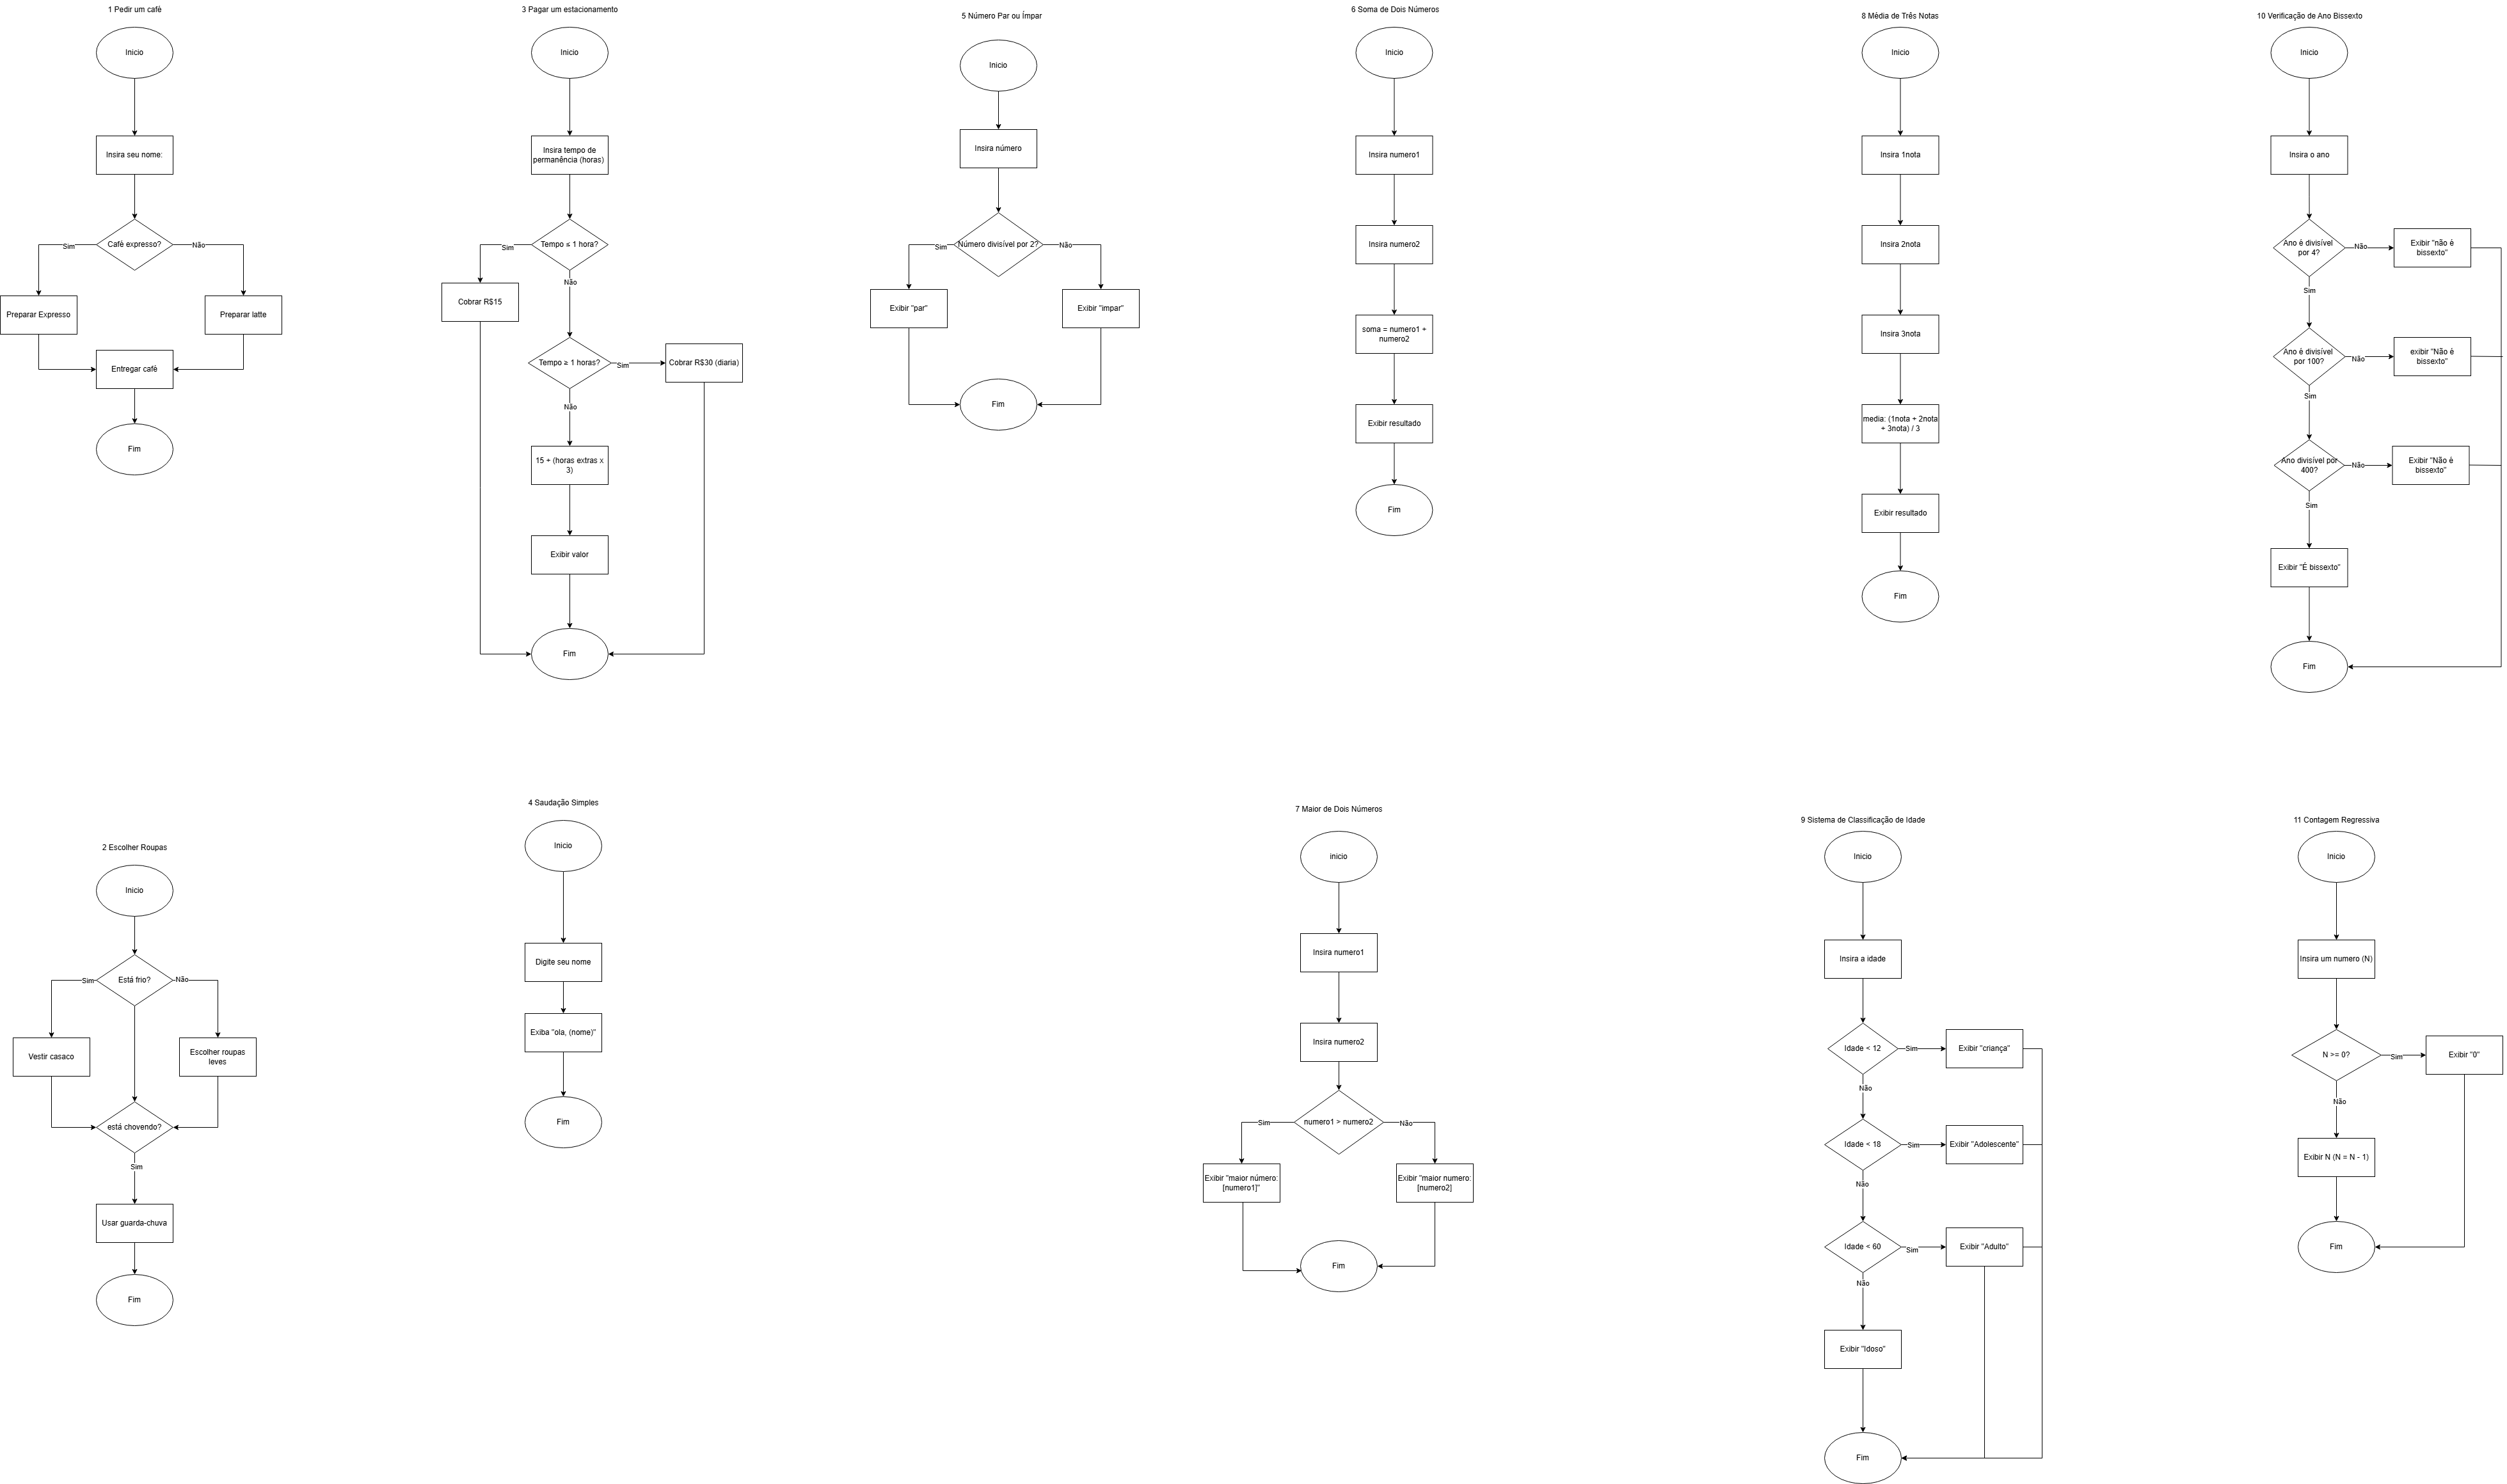 1 Pedir um café
Inicio
Insira seu nome:
Café expresso?
Sim
Não
Preparar Expresso
Preparar latte
Entregar café
Fim
3 Pagar um estacionamento
Inicio
Insira tempo de
permanência (horas)
Tempo ≤ 1 hora?
Sim
Não
Cobrar R$15
Tempo ≥ 1 horas?
Sim
Cobrar R$30 (diaria)
Não
15 + (horas extras x
3)
Exibir valor
Fim
5 Número Par ou Ímpar
Inicio
Insira número
Número divisível por 2?
Sim
Não
Exibir "par"
Exibir "impar"
Fim
6 Soma de Dois Números
Inicio
Insira numero1
Insira numero2
soma = numero1 +
numero2
Exibir resultado
Fim
8 Média de Três Notas
Inicio
Insira 1nota
Insira 2nota
Insira 3nota
media: (1nota + 2nota
+ 3nota) / 3
Exibir resultado
Fim
10 Verificação de Ano Bissexto
Inicio
Insira o ano
Ano é divisível
por 4?
Não
Exibir "não é
bissexto"
Sim
Ano é divisível
por 100?
Não
exibir "Não é
bissexto"
Sim
Ano divisível por
400?
Não
Exibir "Não é
bissexto"
Sim
Exibir "É bissexto"
Fim
2 Escolher Roupas
Inicio
Está frio?
Sim
Não
Vestir casaco
Escolher roupas
leves
está chovendo?
Sim
Usar guarda-chuva
Fim
4 Saudação Simples
Inicio
Digite seu nome
Exiba "ola, (nome)"
Fim
7 Maior de Dois Números
inicio
Insira numero1
Insira numero2
numero1 > numero2
Sim
Não
Exibir "maior número:
[numero1]"
Exibir "maior numero:
[numero2]
Fim
9 Sistema de Classificação de Idade
Inicio
Insira a idade
Idade < 12
Sim
Exibir "criança"
Não
Idade < 18
Sim
Exibir "Adolescente"
Não
Idade < 60
Sim
Exibir "Adulto"
Não
Exibir "Idoso"
Fim
11 Contagem Regressiva
Inicio
Insira um numero (N)
N >= 0?
Sim
Exibir "0"
Não
Exibir N (N = N - 1)
Fim